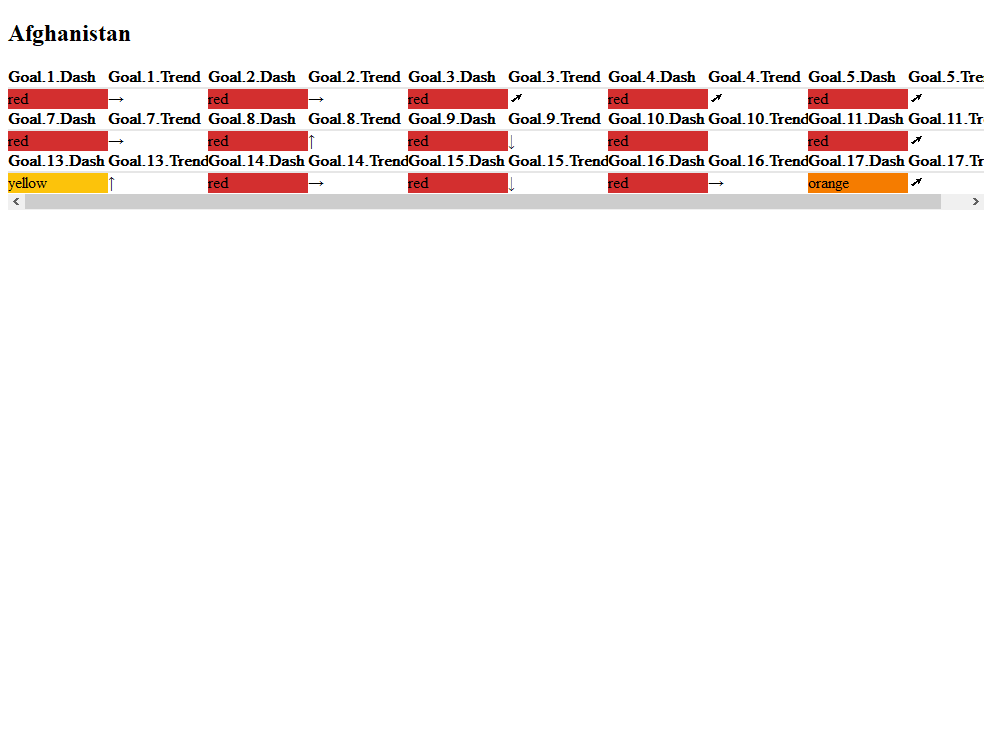 Afghanistan
Goal.1.Dash Goal.1.Trend Goal.2.Dash Goal.2.Trend Goal.3.Dash Goal.3.Trend Goal.4.Dash Goal.4.Trend Goal.5.Dash Goal.5.Tre
red → red → red ➚ red ➚ red ➚
Goal.7.Dash Goal.7.Trend Goal.8.Dash Goal.8.Trend Goal.9.Dash Goal.9.Trend Goal.10.Dash Goal.10.Trend Goal.11.Dash Goal.11.Tr
red → red ↑ red ↓ red red ➚
Goal.13.Dash Goal.13.Trend Goal.14.Dash Goal.14.Trend Goal.15.Dash Goal.15.Trend Goal.16.Dash Goal.16.Trend Goal.17.Dash Goal.17.Tr
yellow ↑ red → red ↓ red → orange ➚